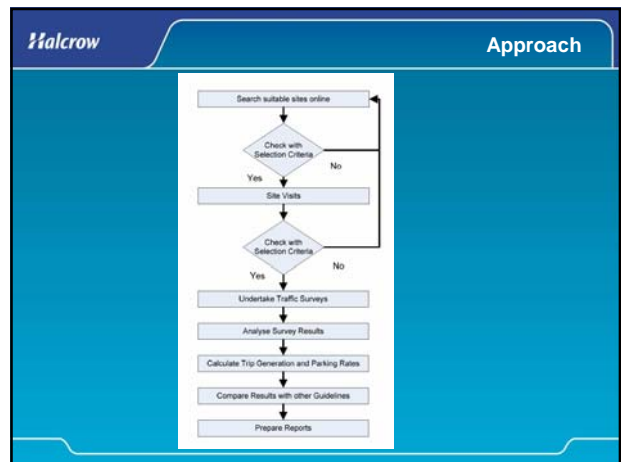 Halcrow
Approach
Search suitable sites online
Check with
Selection Criteria
No
Yes
Site Visits
Check with
Selection Criteria
No
Yes
Undertake Traffic Surveys
Analyse Survey Results
Calculate Trip Generation and Parking Rates
Compare Results with other Guidelines
Prepare Reports